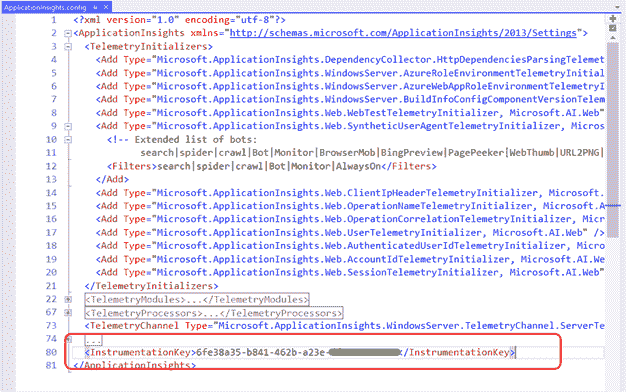 ApplicationInsights.config
1 <?xml version="1.0" encoding="utf-8"?>
2 <ApplicationInsights xmlns="http://schemas.microsoft.com/ApplicationInsights/2013/Settings">
3 <TelemetryInitializers>
4 <Add Type="Microsoft.ApplicationInsights.DependencyCollector.HttpDependenciesParsingTelemet
5 <Add Type="Microsoft.ApplicationInsights.WindowsServer.AzureRoleEnvironmentTelemetryInitial
6 <Add Type="Microsoft.ApplicationInsights.WindowsServer.AzureWebAppRoleEnvironmentTelemetryI
7 <Add Type="Microsoft.ApplicationInsights.WindowsServer.BuildInfoConfigComponentVersionTelem
8 <Add Type="Microsoft.ApplicationInsights.Web.WebTestTelemetryInitializer, Microsoft.AI.Web"
9 <Add Type="Microsoft.ApplicationInsights.Web.SyntheticUserAgentTelemetryInitializer, Micros
10 <!-- Extended list of bots:
11 search|spider|crawl|Bot|Monitor|BrowserMob|BingPreview|PagePeeker|WebThumb|URL2PNG|
12 <Filters>search|spider|crawl|Bot|Monitor|AlwaysOn</Filters>
13 </Add>
14 <Add Type="Microsoft.ApplicationInsights.Web.ClientIpHeaderTelemetryInitializer, Microsoft.
15 <Add Type="Microsoft.ApplicationInsights.Web.OperationNameTelemetryInitializer, Microsoft.A
16 <Add Type="Microsoft.ApplicationInsights.Web.OperationCorrelationTelemetryInitializer, Micr
17 <Add Type="Microsoft.ApplicationInsights.Web.UserTelemetryInitializer, Microsoft.AI.Web" />
18 <Add Type="Microsoft.ApplicationInsights.Web.AuthenticatedUserIdTelemetryInitializer, Micro
19 <Add Type="Microsoft.ApplicationInsights.Web.AccountIdTelemetryInitializer, Microsoft.AI.We
20 <Add Type="Microsoft.ApplicationInsights.Web.SessionTelemetryInitializer, Microsoft.AI.Web"
21 </TelemetryInitializers>
22 <TelemetryModules>...</TelemetryModules>
67 <TelemetryProcessors>...</TelemetryProcessors>
73 <TelemetryChannel Type="Microsoft.ApplicationInsights.WindowsServer.TelemetryChannel.ServerTe
74 ...
80 <InstrumentationKey>6fe38a35-b841-462b-a23e-</InstrumentationKey>
81 </ApplicationInsights>